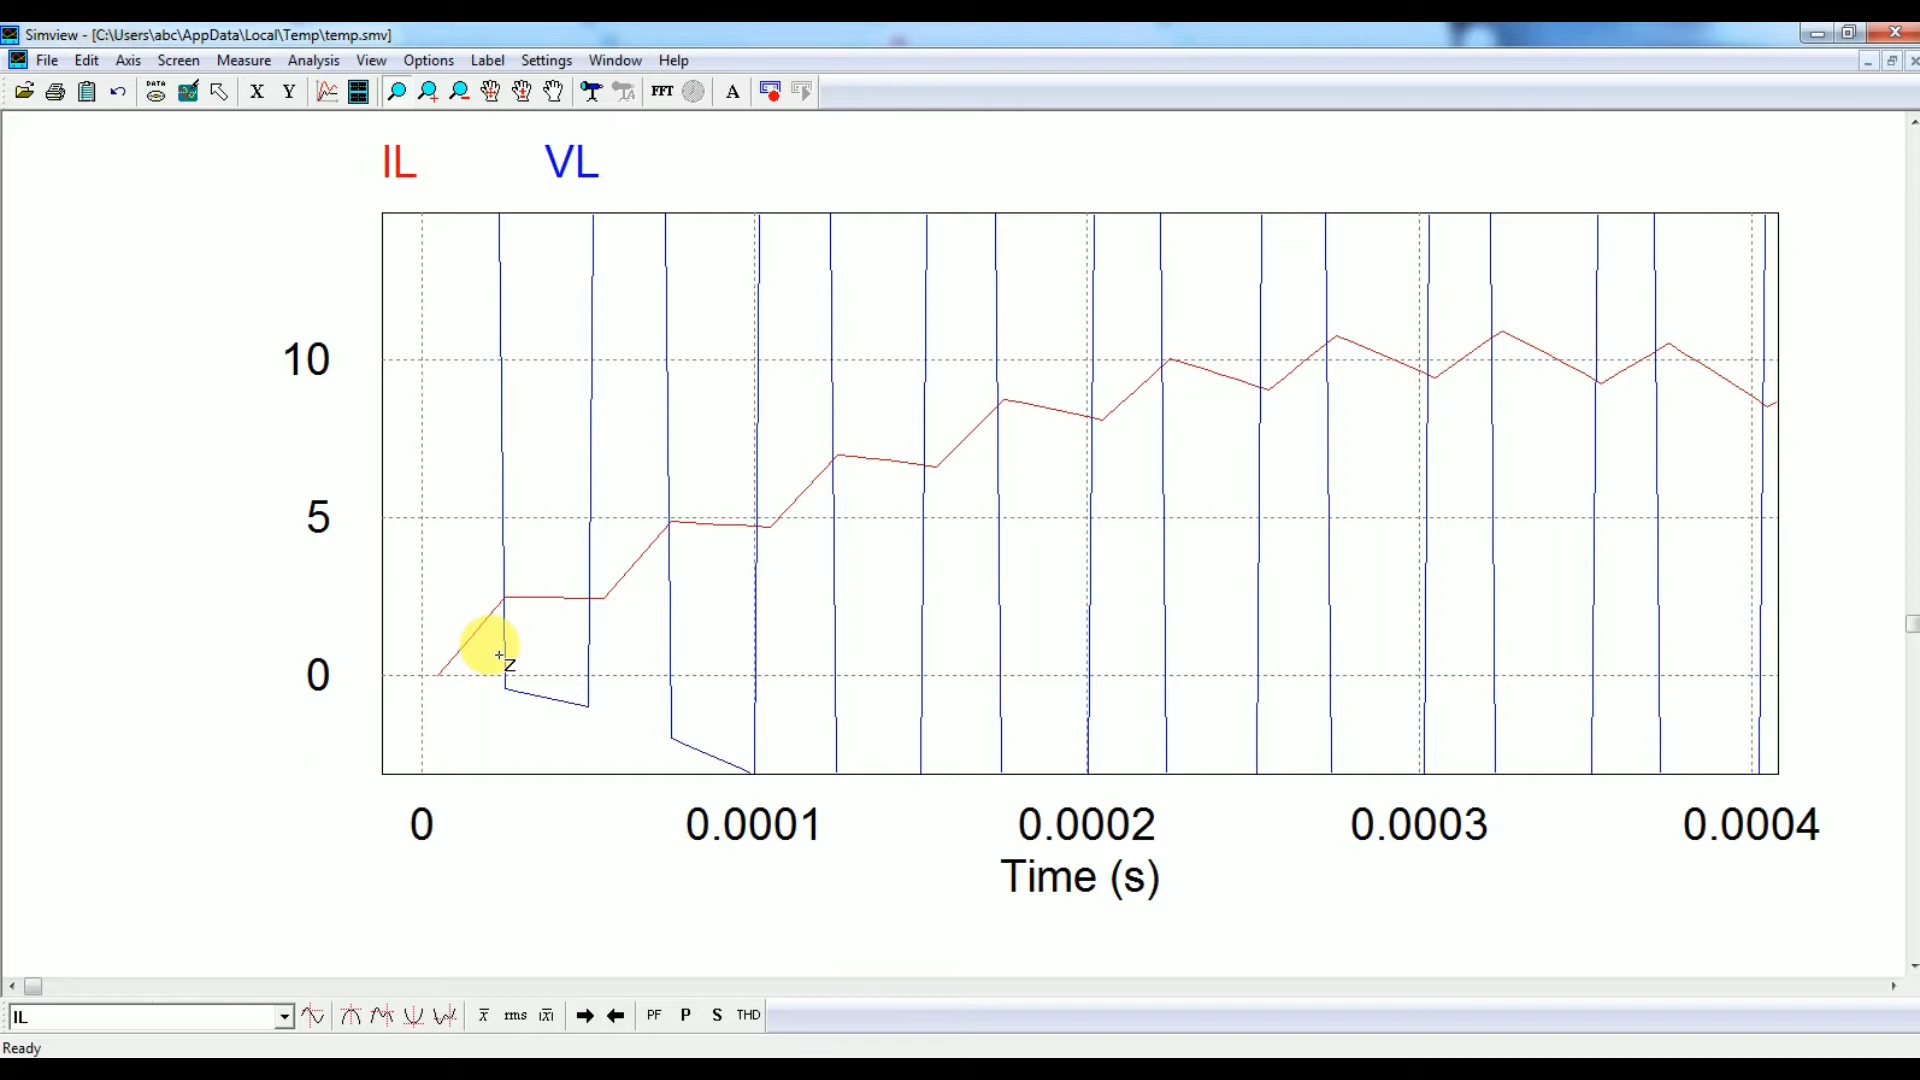 Simview - [C:\Users\abc\AppData\Local\Temp\temp.smv]
File Edit Axis Screen Measure Analysis View Options Label Settings Window Help
DATA X Y FFT A
IL VL
10
5
0
Z
0 0.0001 0.0002 0.0003 0.0004
Time (s)
IL x rms |x| PF P S THD
Ready